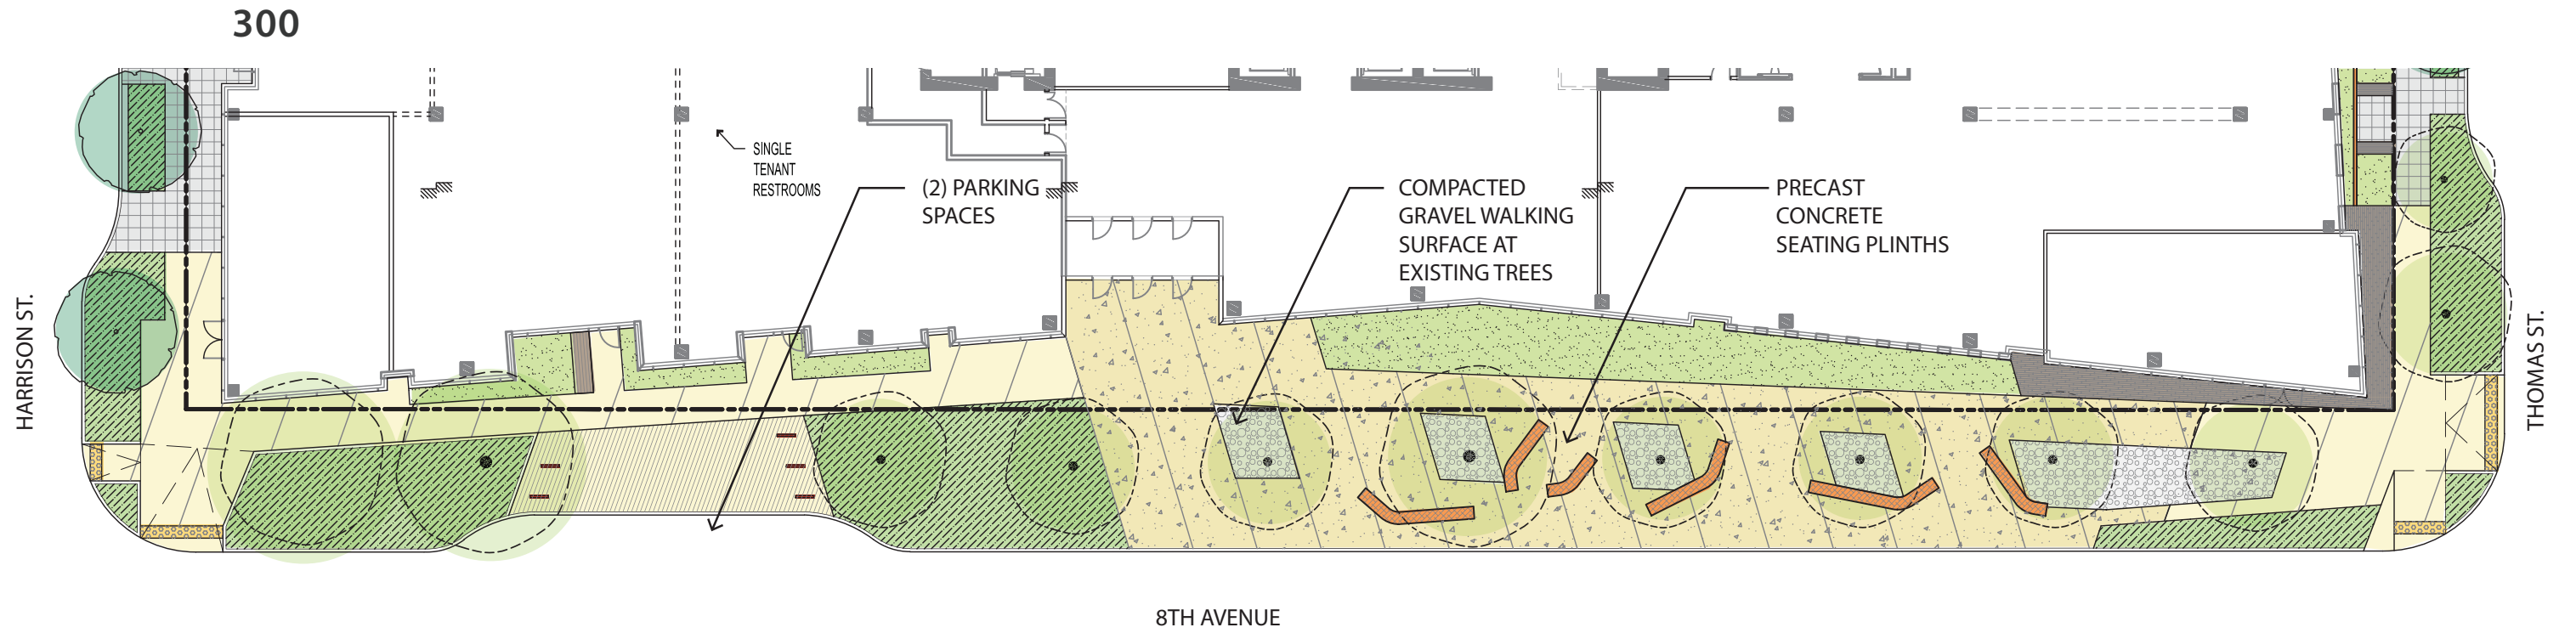 300
SINGLE
TENANT
RESTROOMS
(2) PARKING
SPACES
COMPACTED
GRAVEL WALKING
SURFACE AT
EXISTING TREES
PRECAST
CONCRETE
SEATING PLINTHS
HARRISON ST.
THOMAS ST.
8TH AVENUE